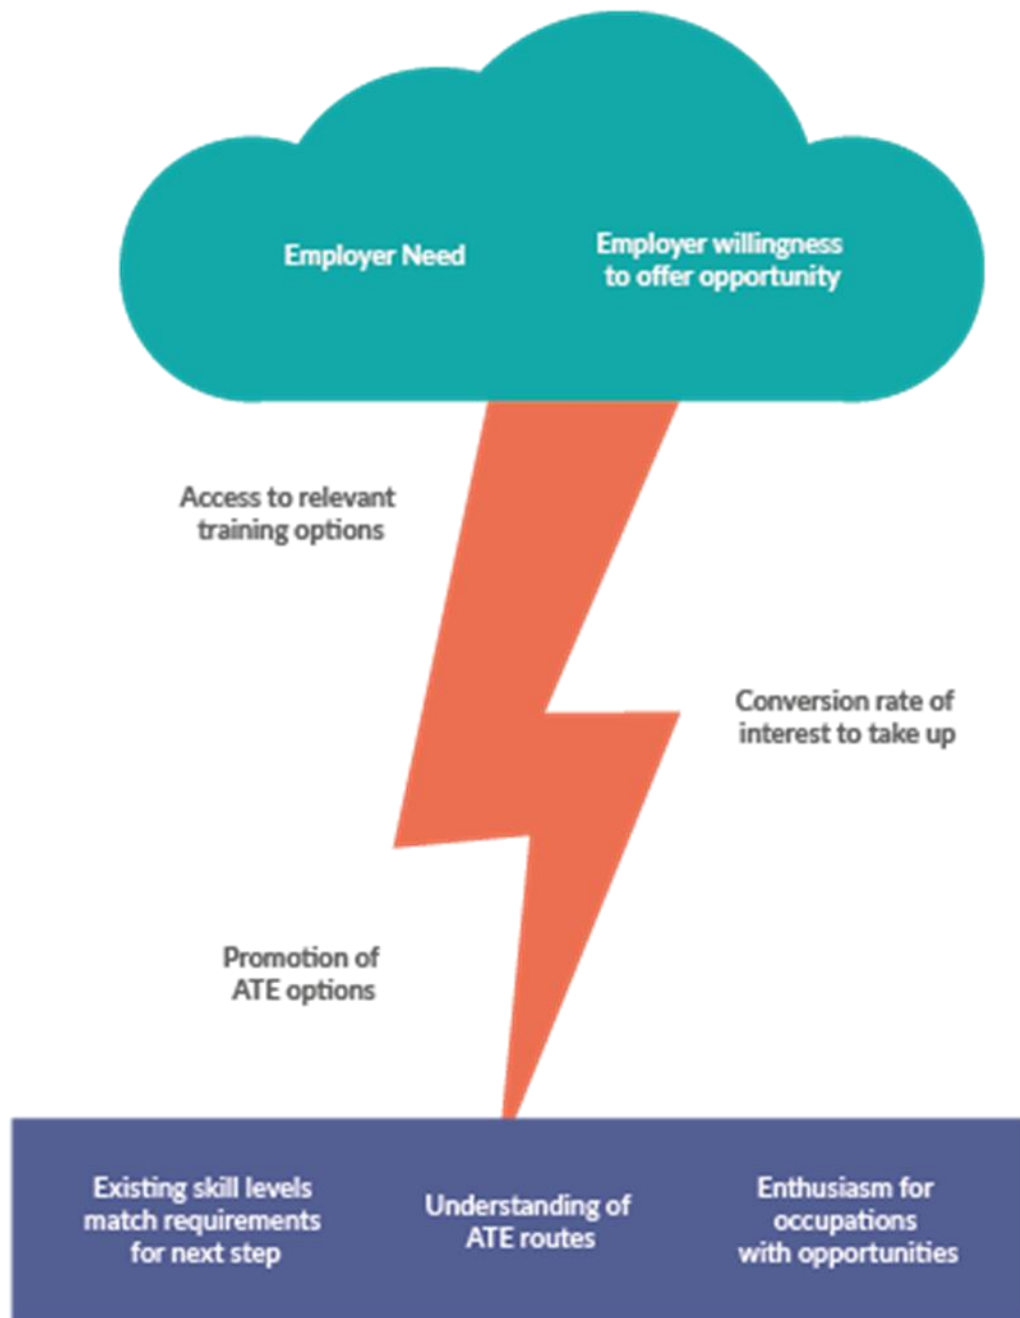 Employer Need
Employer willingness
to offer opportunity
Access to relevant
training options
Conversion rate of
interest to take up
Promotion of
ATE options
Existing skill levels
match requirements
for next step
Understanding of
ATE routes
Enthusiasm for
occupations
with opportunities